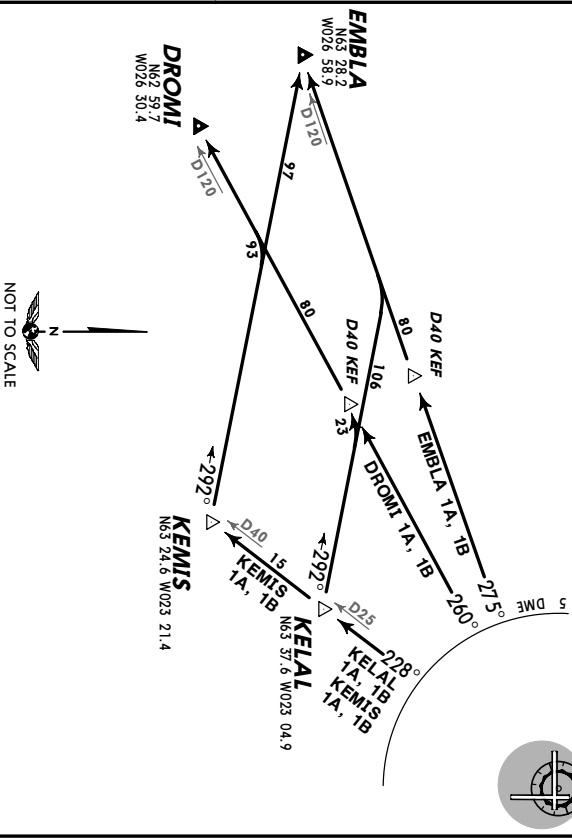 EMBLA
N63 28.2
W026 58.9
DROMI
N62 59.7
W026 30.4
D120
D120
97
93
80
80
D40 KEF
D40 KEF
106
23
EMBLA 1A, 1B
DROMI 1A, 1B
275°
260°
5 DME
292°
292°
228°
D40
15
KEMIS
1A, 1B
D25
KELAL
1A, 1B
KEMIS
1A, 1B
KEMIS
N63 24.6 W023 21.4
KELAL
N63 37.6 W023 04.9
N
NOT TO SCALE